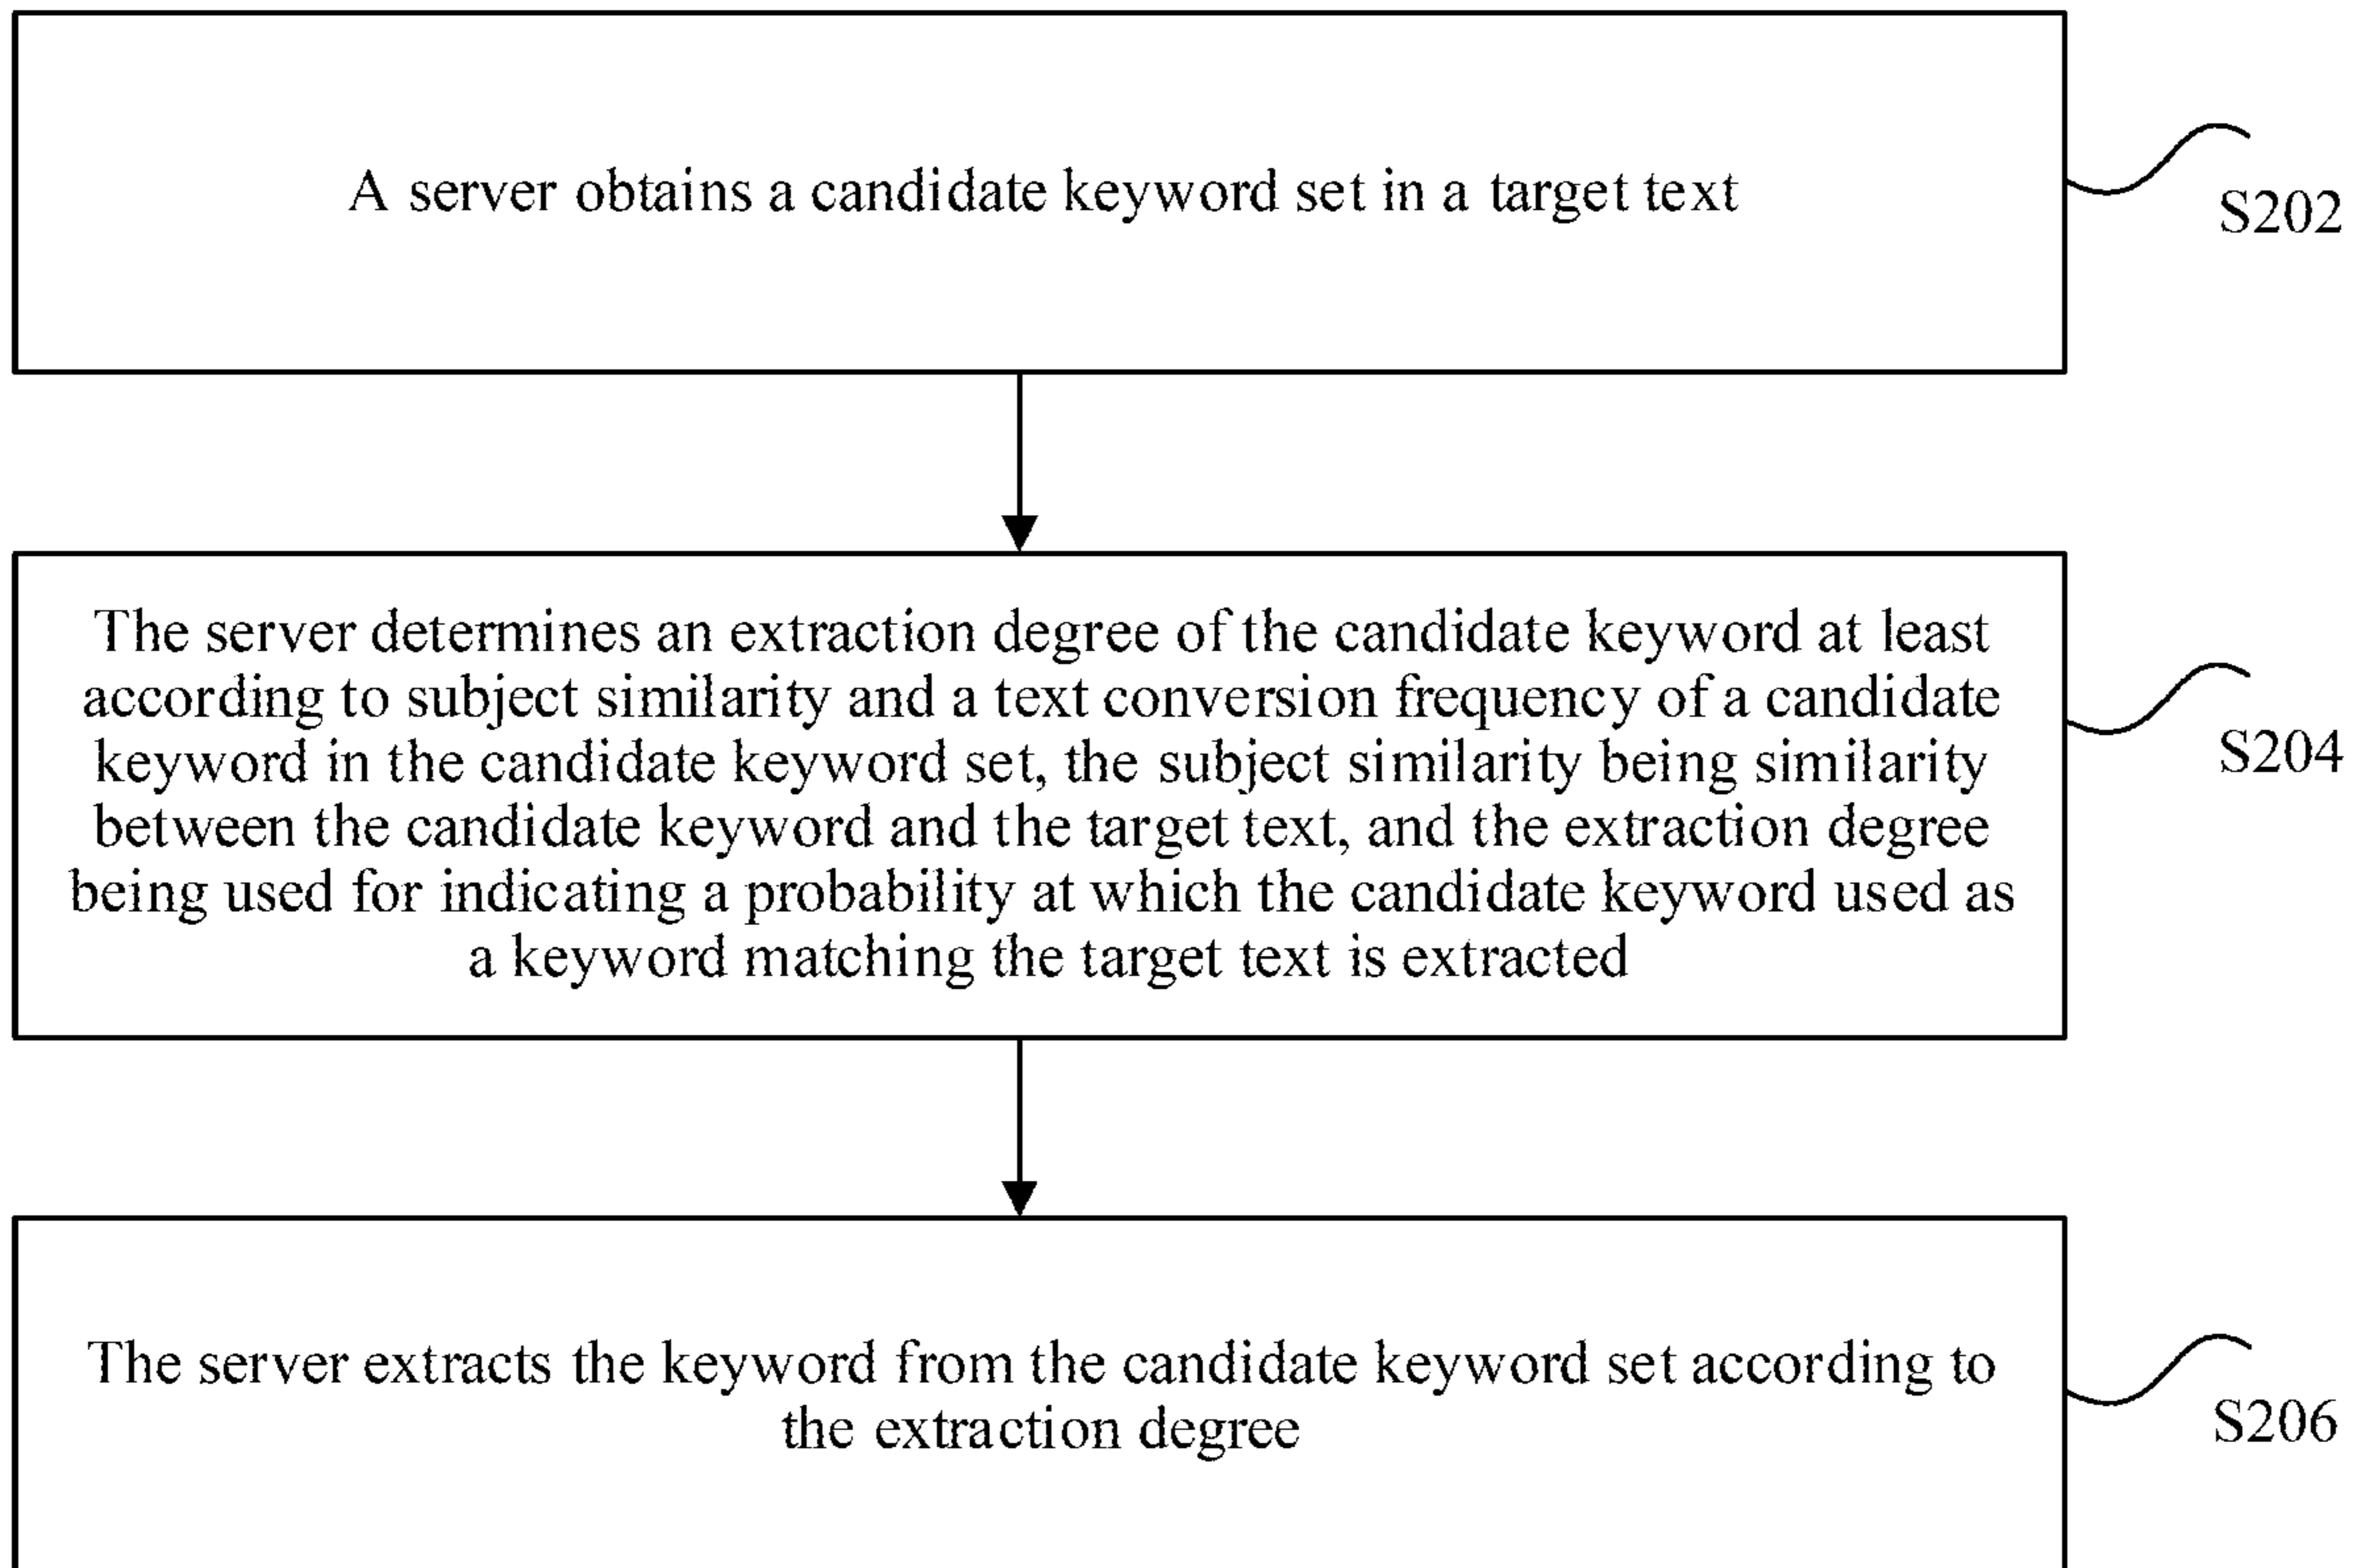 A server obtains a candidate keyword set in a target text
S202
The server determines an extraction degree of the candidate keyword at least
according to subject similarity and a text conversion frequency of a candidate
keyword in the candidate keyword set, the subject similarity being similarity
between the candidate keyword and the target text, and the extraction degree
being used for indicating a probability at which the candidate keyword used as
a keyword matching the target text is extracted
S204
The server extracts the keyword from the candidate keyword set according to
the extraction degree
S206